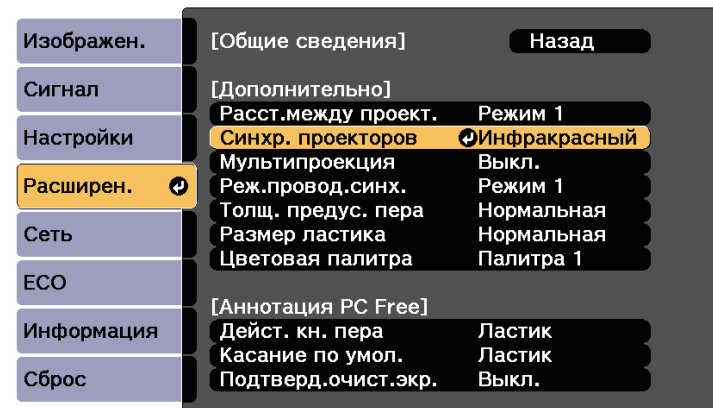 Изображен.
Сигнал
Настройки
Расширен.
Сеть
ECO
Информация
Сброс
[Общие сведения] Назад
[Дополнительно]
Расст.между проект. Режим 1
Синхр. проекторов Инфракрасный
Мультипроекция Выкл.
Реж.провод.синх. Режим 1
Толщ. предус. пера Нормальная
Размер ластика Нормальная
Цветовая палитра Палитра 1
[Аннотация PC Free]
Дейст. кн. пера Ластик
Касание по умол. Ластик
Подтверд.очист.экр. Выкл.